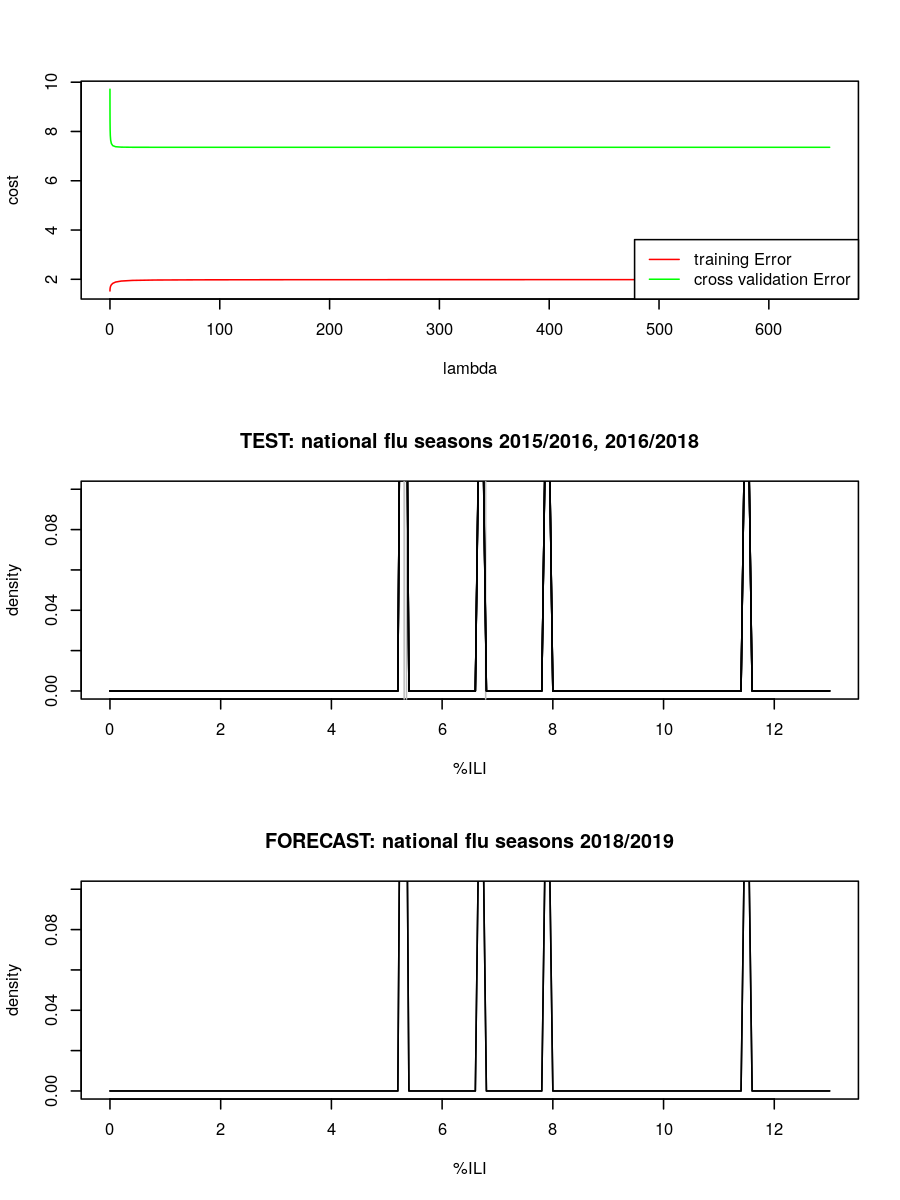 cost
10
8
6
4
2
training Error
cross validation Error
0 100 200 300 400 500 600
lambda
TEST: national flu seasons 2015/2016, 2016/2018
density
0.08
0.04
0.00
0 2 4 6 8 10 12
%ILI
FORECAST: national flu seasons 2018/2019
density
0.08
0.04
0.00
0 2 4 6 8 10 12
%ILI